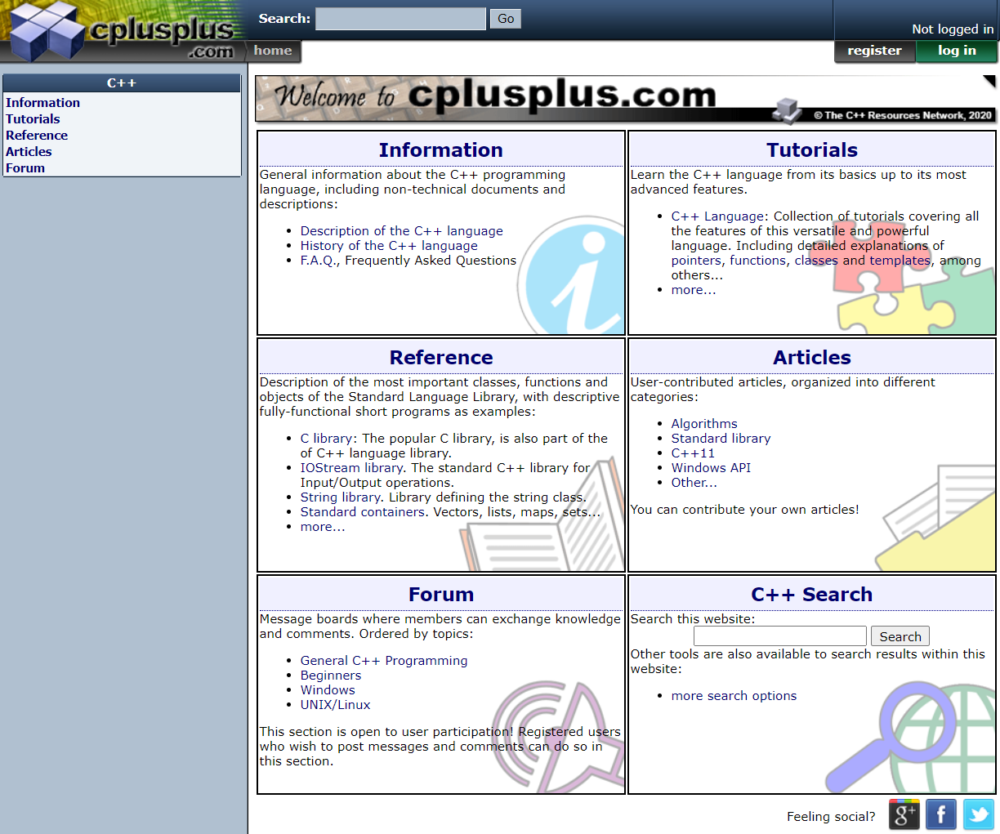 cplusplus
.com
Search:
Go
Not logged in
home
register
log in
C++
Information
Tutorials
Reference
Articles
Forum
Welcome to cplusplus.com
© The C++ Resources Network, 2020
Information
General information about the C++ programming
language, including non-technical documents and
descriptions:
• Description of the C++ language
• History of the C++ language
• F.A.Q., Frequently Asked Questions
Tutorials
Learn the C++ language from its basics up to its most
advanced features.
• C++ Language: Collection of tutorials covering all
the features of this versatile and powerful
language. Including detailed explanations of
pointers, functions, classes and templates, among
others...
• more...
Reference
Description of the most important classes, functions and
objects of the Standard Language Library, with descriptive
fully-functional short programs as examples:
• C library: The popular C library, is also part of the
of C++ language library.
• IOStream library. The standard C++ library for
Input/Output operations.
• String library. Library defining the string class.
• Standard containers. Vectors, lists, maps, sets...
• more...
Articles
User-contributed articles, organized into different
categories:
• Algorithms
• Standard library
• C++11
• Windows API
• Other...
You can contribute your own articles!
Forum
Message boards where members can exchange knowledge
and comments. Ordered by topics:
• General C++ Programming
• Beginners
• Windows
• UNIX/Linux
This section is open to user participation! Registered users
who wish to post messages and comments can do so in
this section.
C++ Search
Search this website:
Search
Other tools are also available to search results within this
website:
• more search options
Feeling social?
g+
f